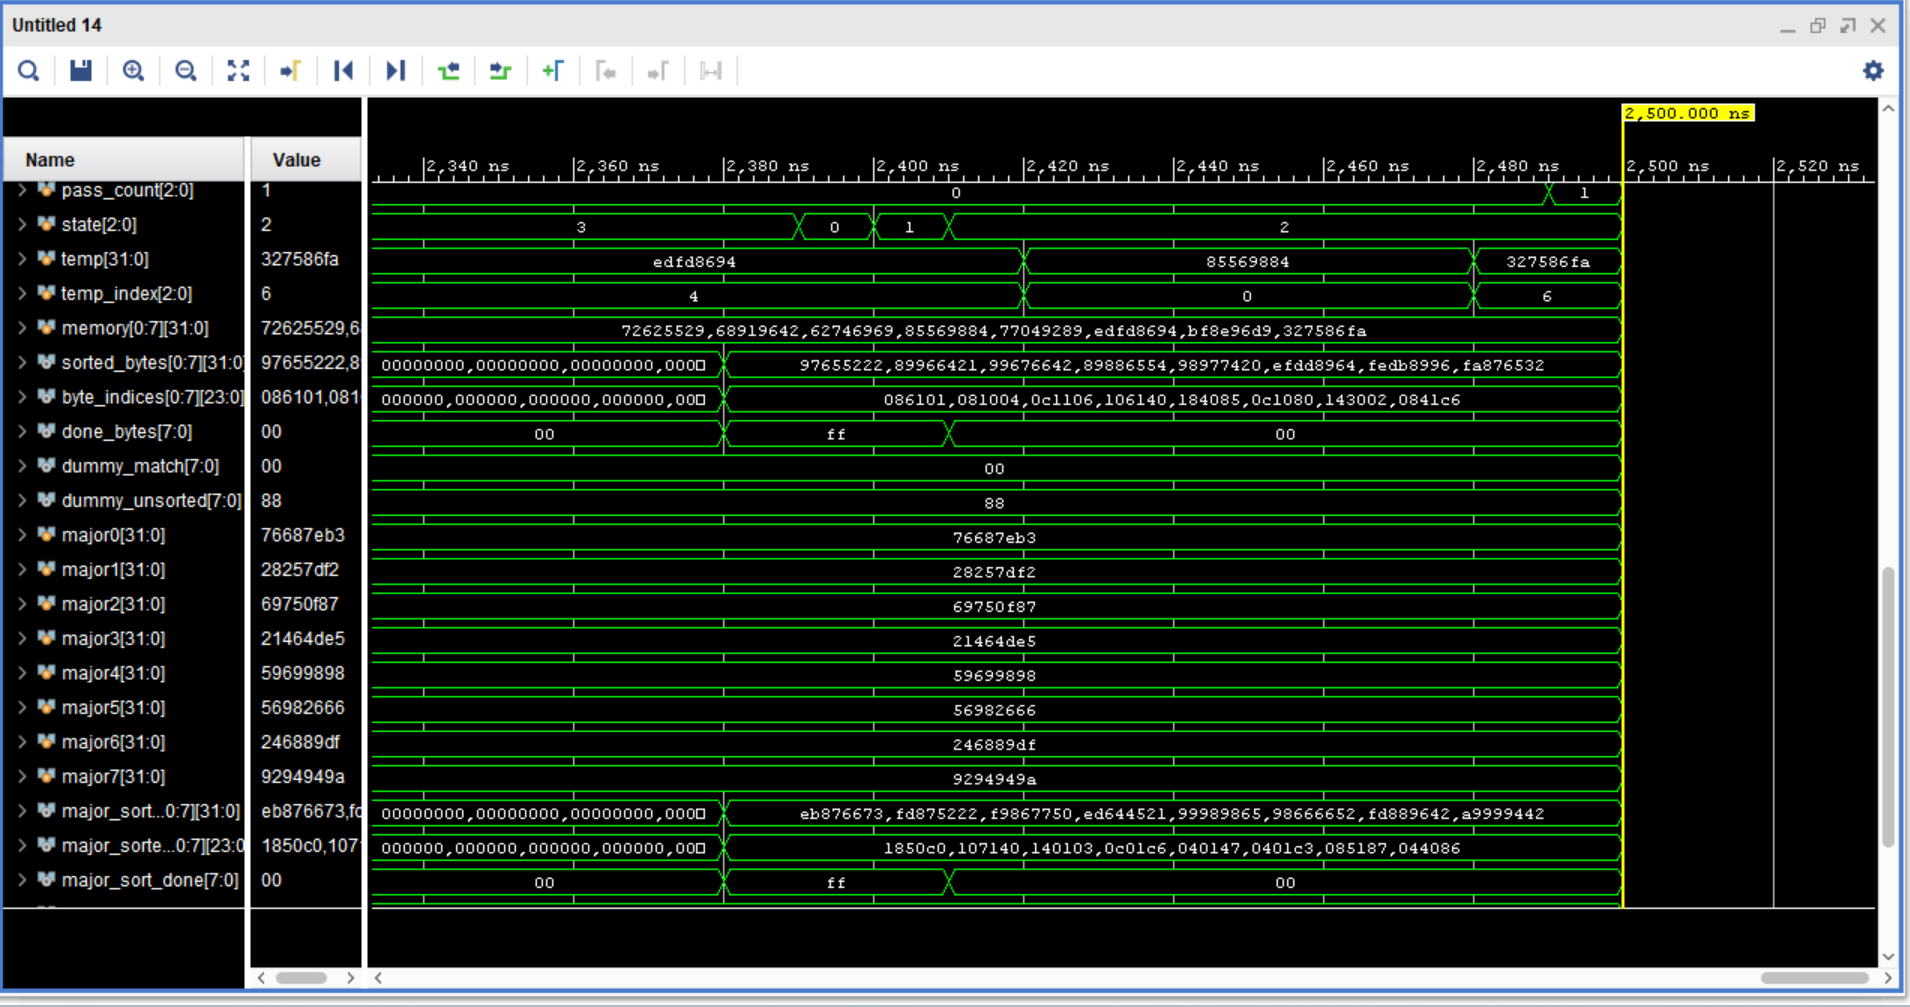 Untitled 14
2,500.000 ns
Name Value 2,340 ns 2,360 ns 2,380 ns 2,400 ns 2,420 ns 2,440 ns 2,460 ns 2,480 ns 2,500 ns 2,520 ns
pass_count[2:0] 1 0 1
state[2:0] 2 3 0 1 2
temp[31:0] 327586fa edfd8694 85569884 327586fa
temp_index[2:0] 6 4 0 6
memory[0:7][31:0] 72625529,6 72625529,68919642,62746969,85569884,77049289,edfd8694,bf8e96d9,327586fa
sorted_bytes[0:7][31:0] 97655222,8 00000000,00000000,00000000,000 97655222,89966421,99676642,89886554,98977420,efdd8964,fedb8996,fa876532
byte_indices[0:7][23:0] 086101,081 000000,000000,000000,000000,00 086101,081004,0c1106,106140,184085,0c1080,143002,0841c6
done_bytes[7:0] 00 00 ff 00
dummy_match[7:0] 00 00
dummy_unsorted[7:0] 88 88
major0[31:0] 76687eb3 76687eb3
major1[31:0] 28257df2 28257df2
major2[31:0] 69750f87 69750f87
major3[31:0] 21464de5 21464de5
major4[31:0] 59699898 59699898
major5[31:0] 56982666 56982666
major6[31:0] 246889df 246889df
major7[31:0] 9294949a 9294949a
major_sort...0:7][31:0] eb876673,fd 00000000,00000000,00000000,000 eb876673,fd875222,f9867750,ed644521,99989865,98666652,fd889642,a9999442
major_sorte...0:7][23:0 1850c0,107 000000,000000,000000,000000,00 1850c0,107140,140103,0c01c6,040147,0401c3,085187,044086
major_sort_done[7:0] 00 00 ff 00